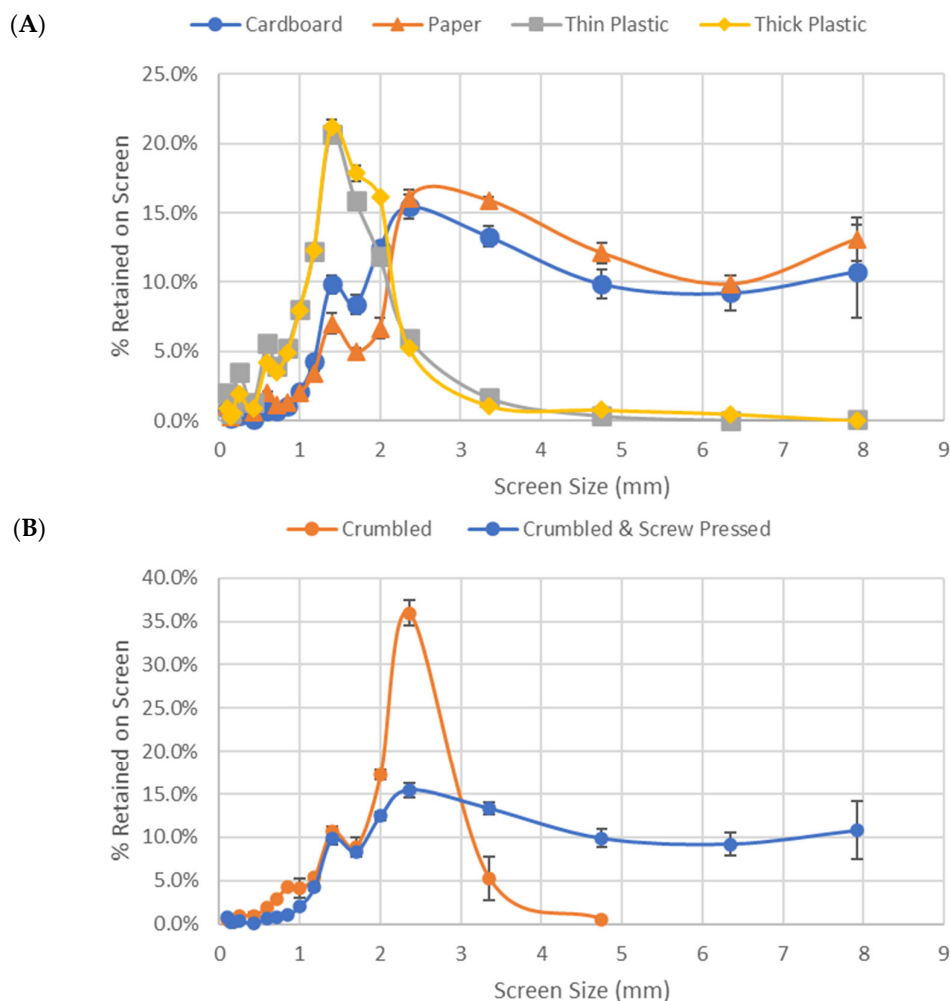 (A)
Cardboard Paper Thin Plastic Thick Plastic
25.0%
20.0%
15.0%
10.0%
5.0%
0.0%
% Retained on Screen
0 1 2 3 4 5 6 7 8 9
Screen Size (mm)
(B)
Crumbled Crumbled & Screw Pressed
40.0%
35.0%
30.0%
25.0%
20.0%
15.0%
10.0%
5.0%
0.0%
% Retained on Screen
0 1 2 3 4 5 6 7 8 9
Screen Size (mm)